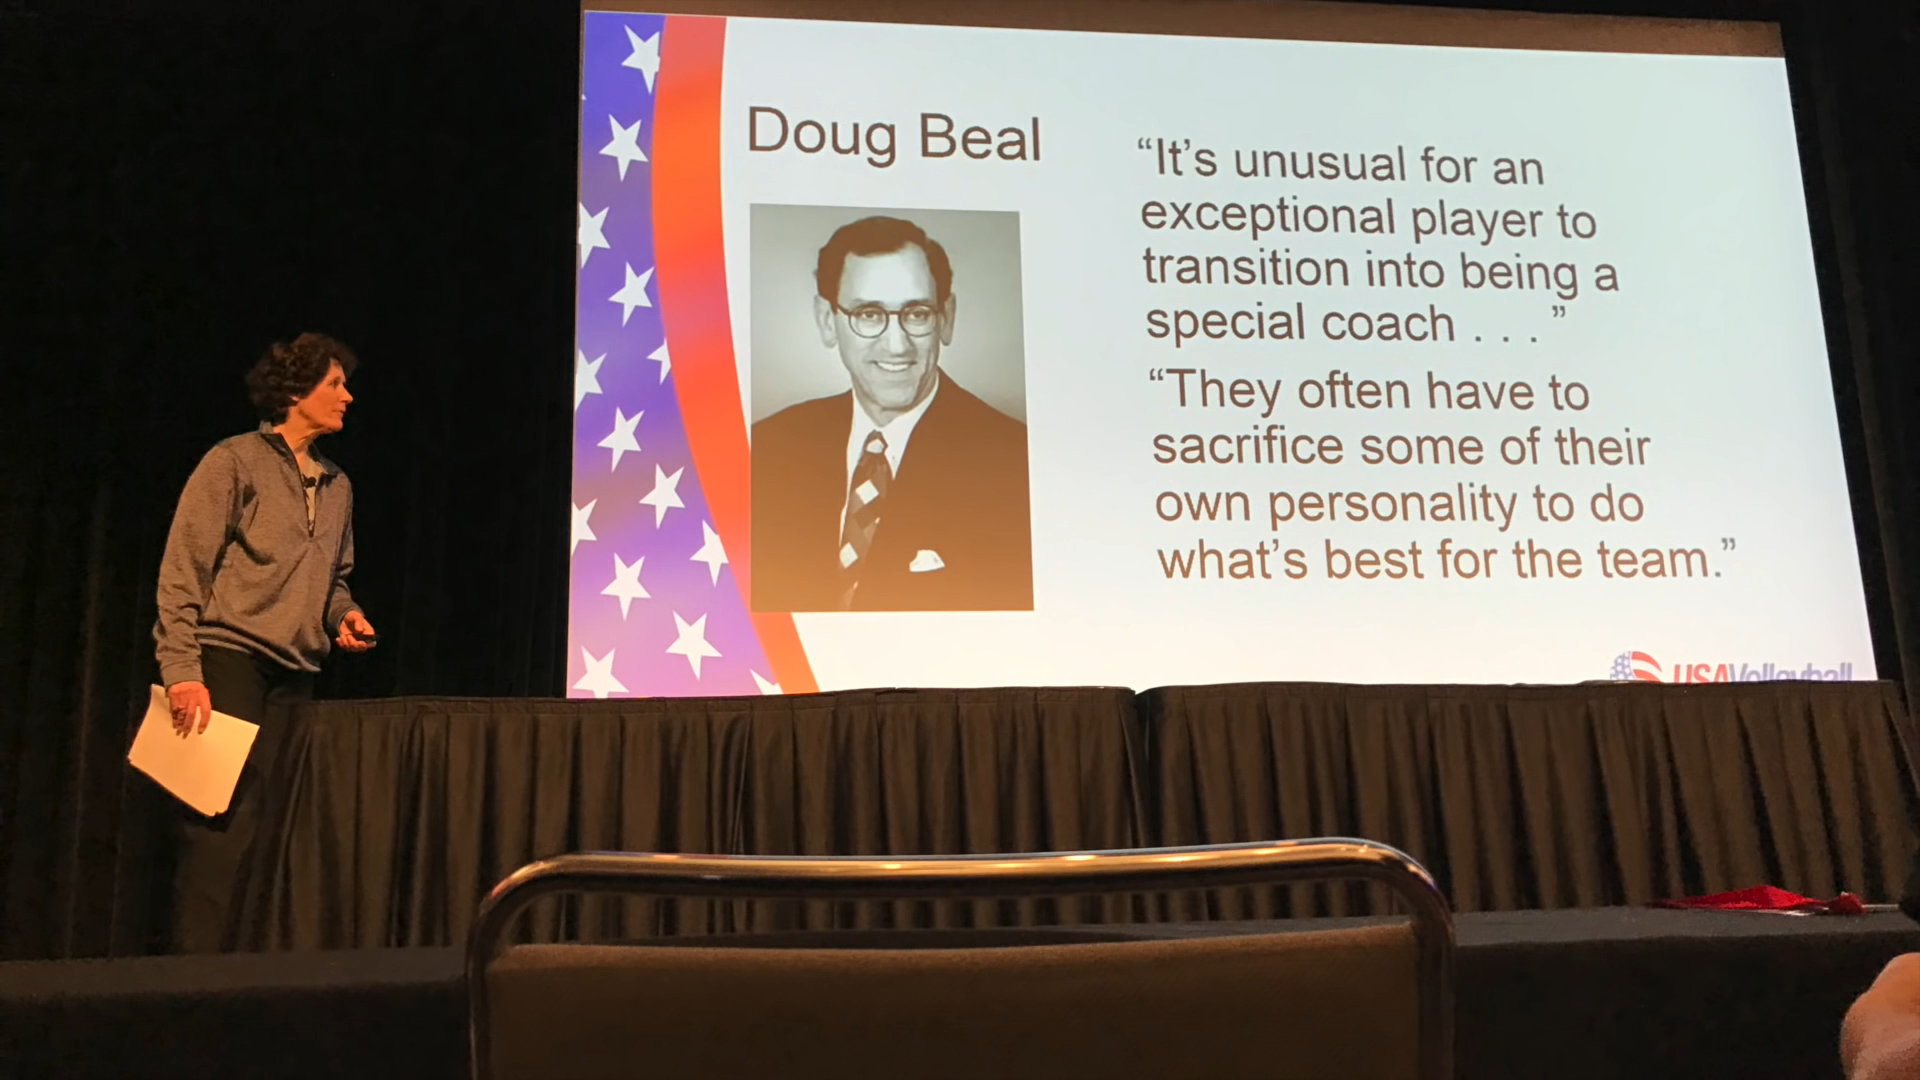 Doug Beal
“It’s unusual for an
exceptional player to
transition into being a
special coach . . .”
“They often have to
sacrifice some of their
own personality to do
what’s best for the team.”
USAVolleyball